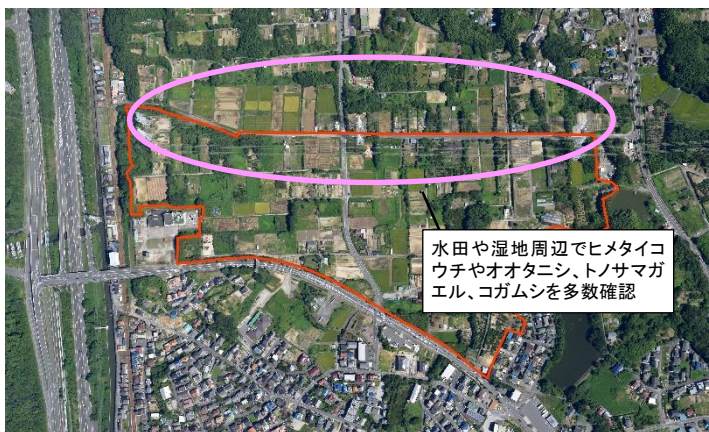 水田や湿地周辺でヒメタイコ
ウチやオオタニシ、トノサマガ
エル、コガムシを多数確認